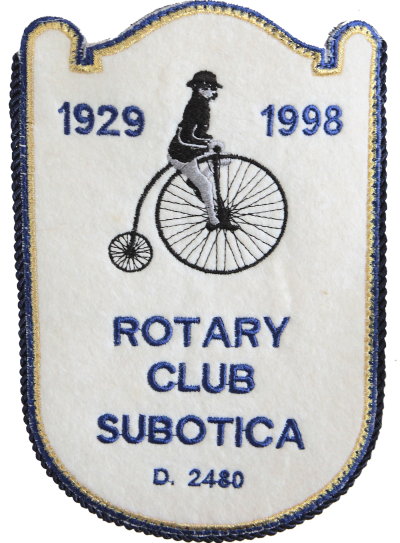 1929 1998
ROTARY
CLUB
SUBOTICA
D. 2480